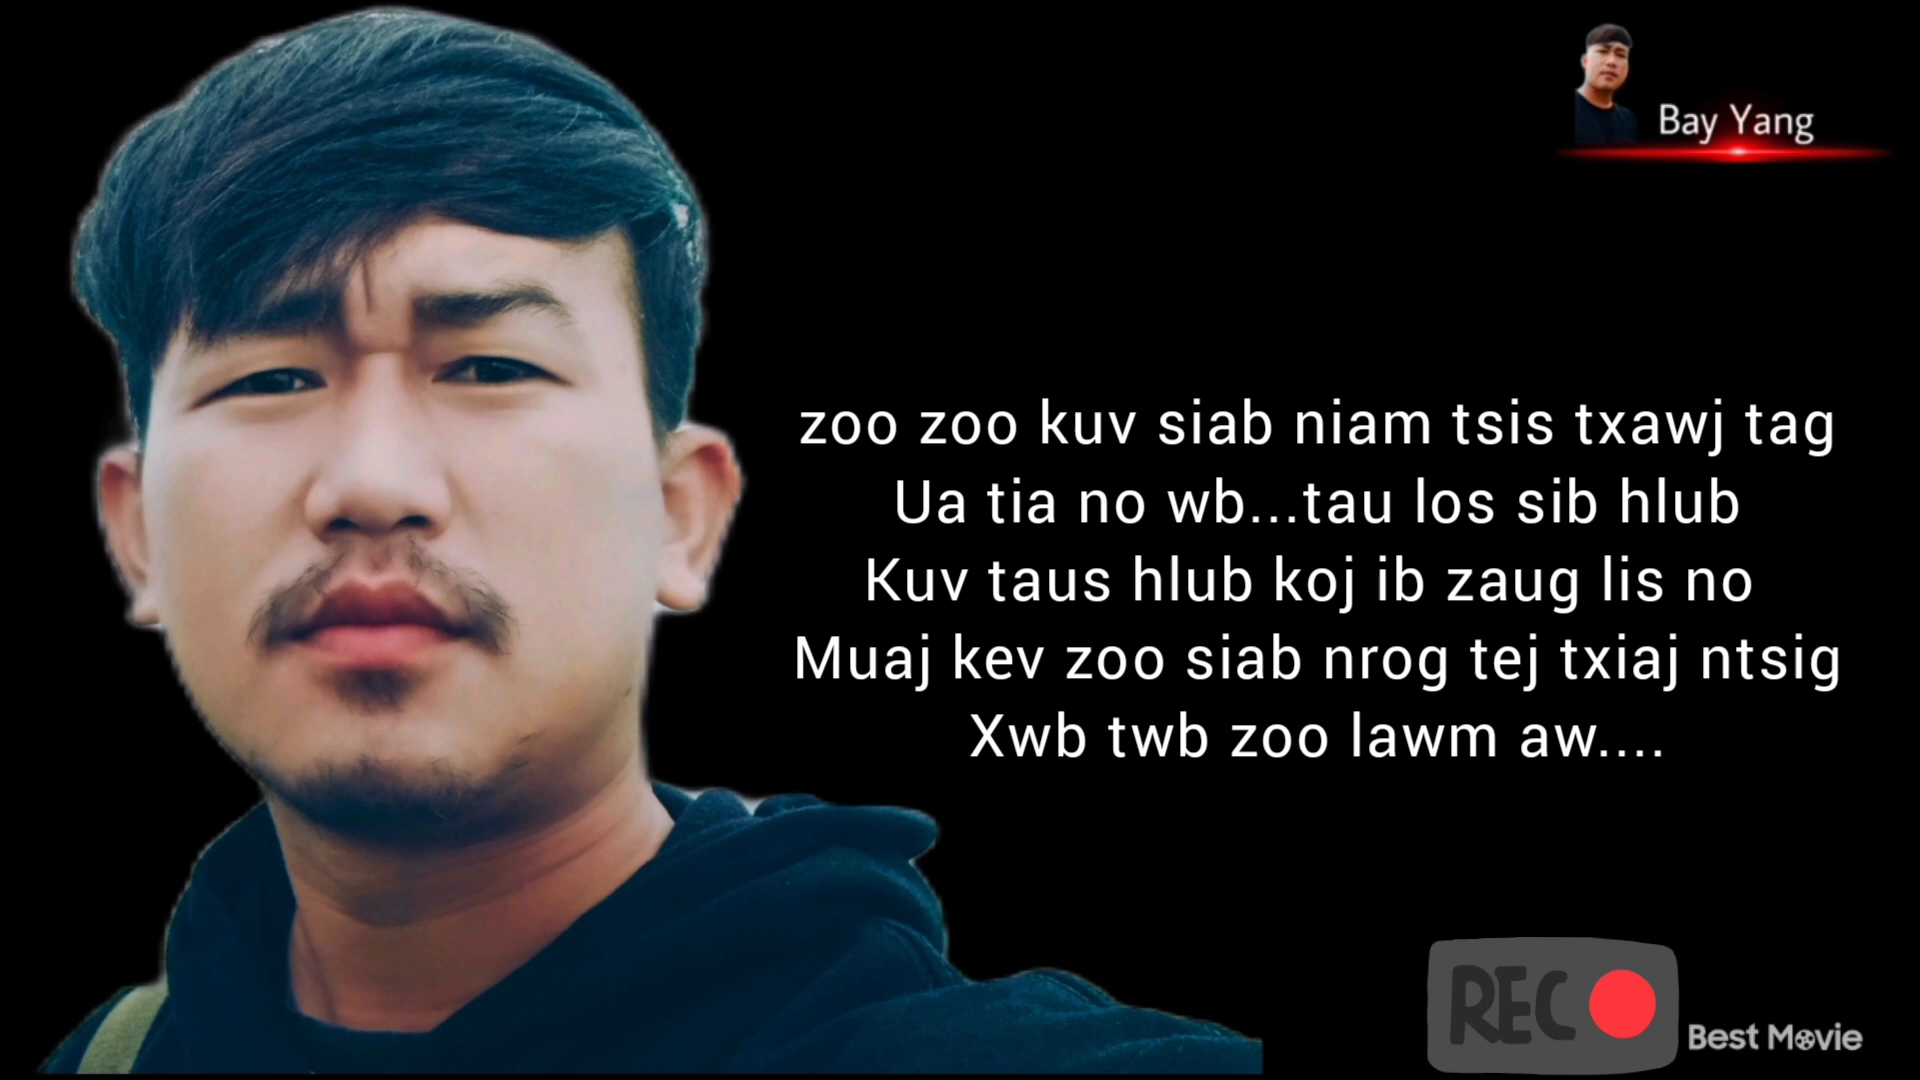 Bay Yang
zoo zoo kuv siab niam tsis txawj tag
Ua tia no wb...tau los sib hlub
Kuv taus hlub koj ib zaug lis no
Muaj kev zoo siab nrog tej txiaj ntsig
Xwb twb zoo lawm aw....
REC
Best Movie